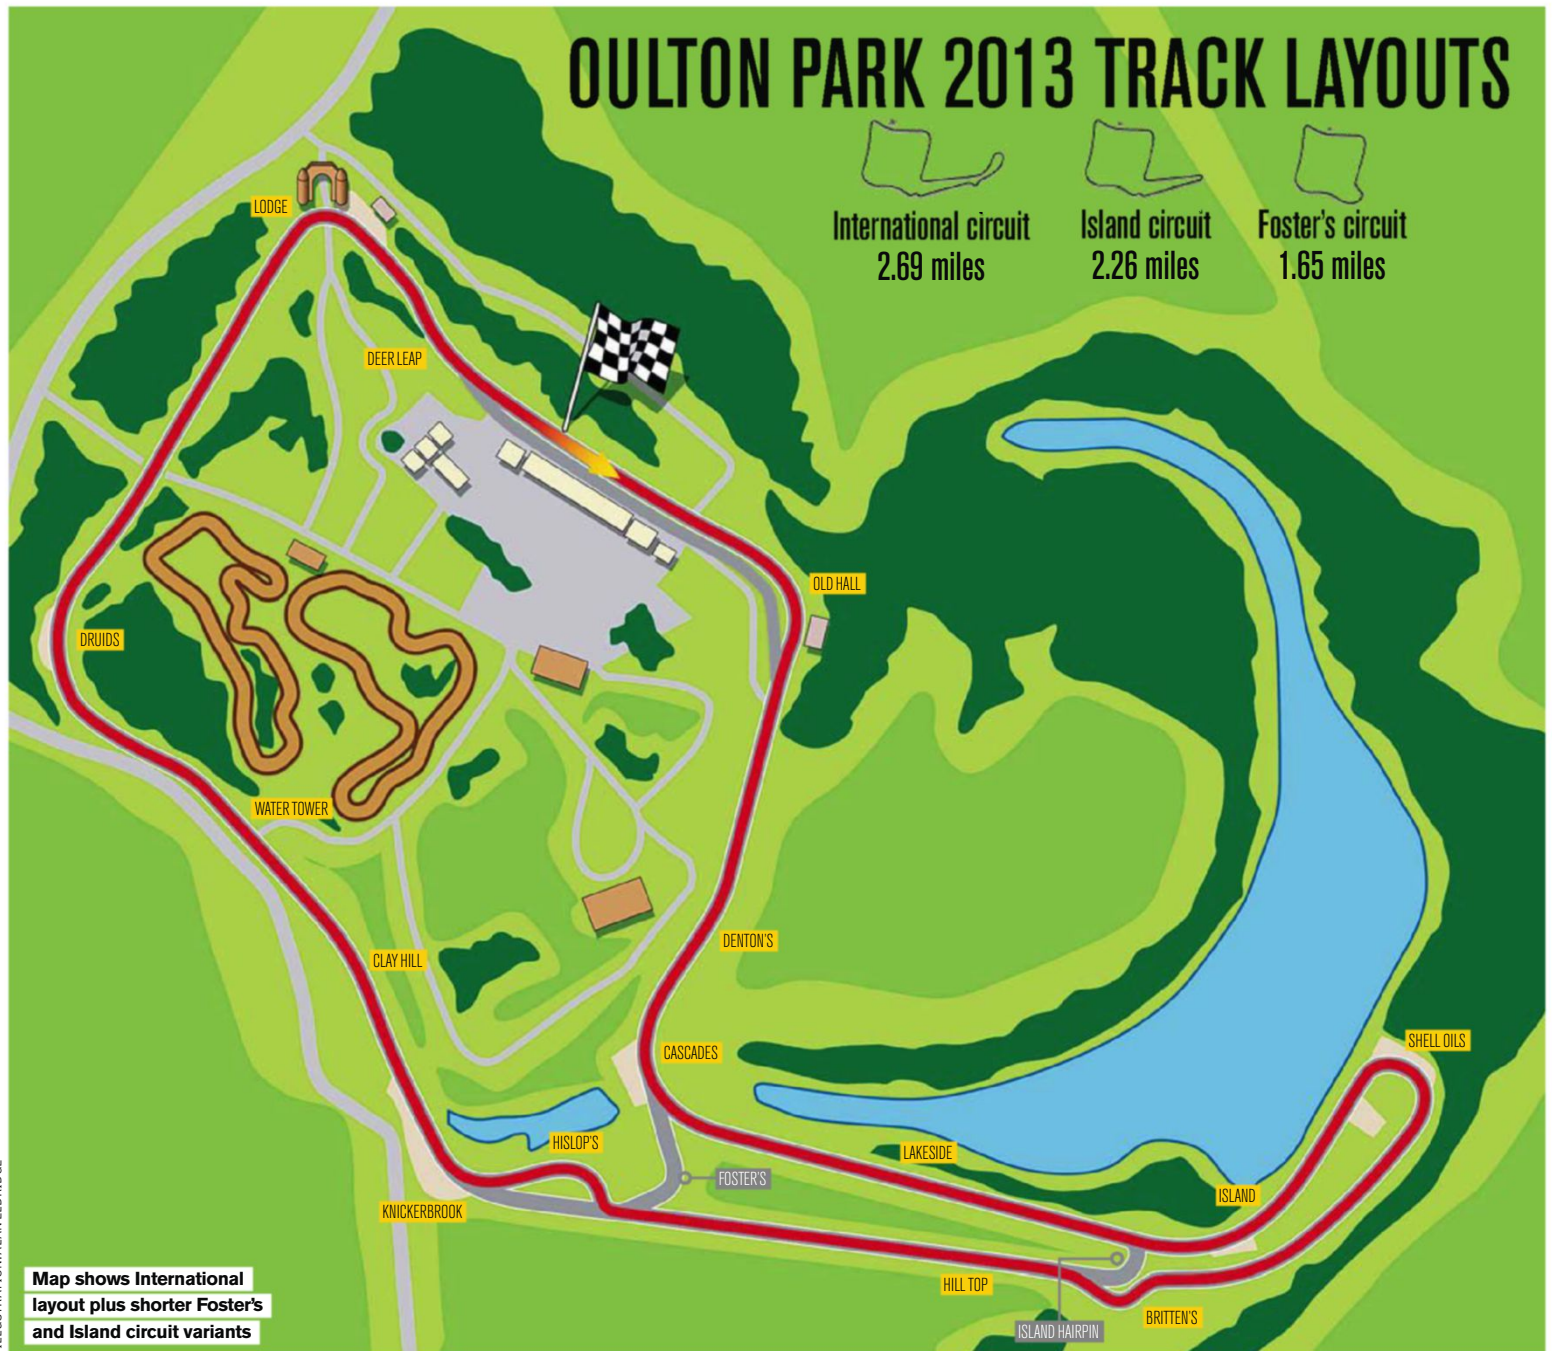 OULTON PARK 2013 TRACK LAYOUTS
International circuit
2.69 miles
Island circuit
2.26 miles
Foster's circuit
1.65 miles
LODGE
DEER LEAP
OLD HALL
DRUIDS
WATER TOWER
DENTON'S
CLAY HILL
CASCADES
SHELL OILS
HISLOP'S
LAKESIDE
FOSTER'S
ISLAND
KNICKERBROOK
HILL TOP
BRITTEN'S
ISLAND HAIRPIN
Map shows International
layout plus shorter Foster’s
and Island circuit variants